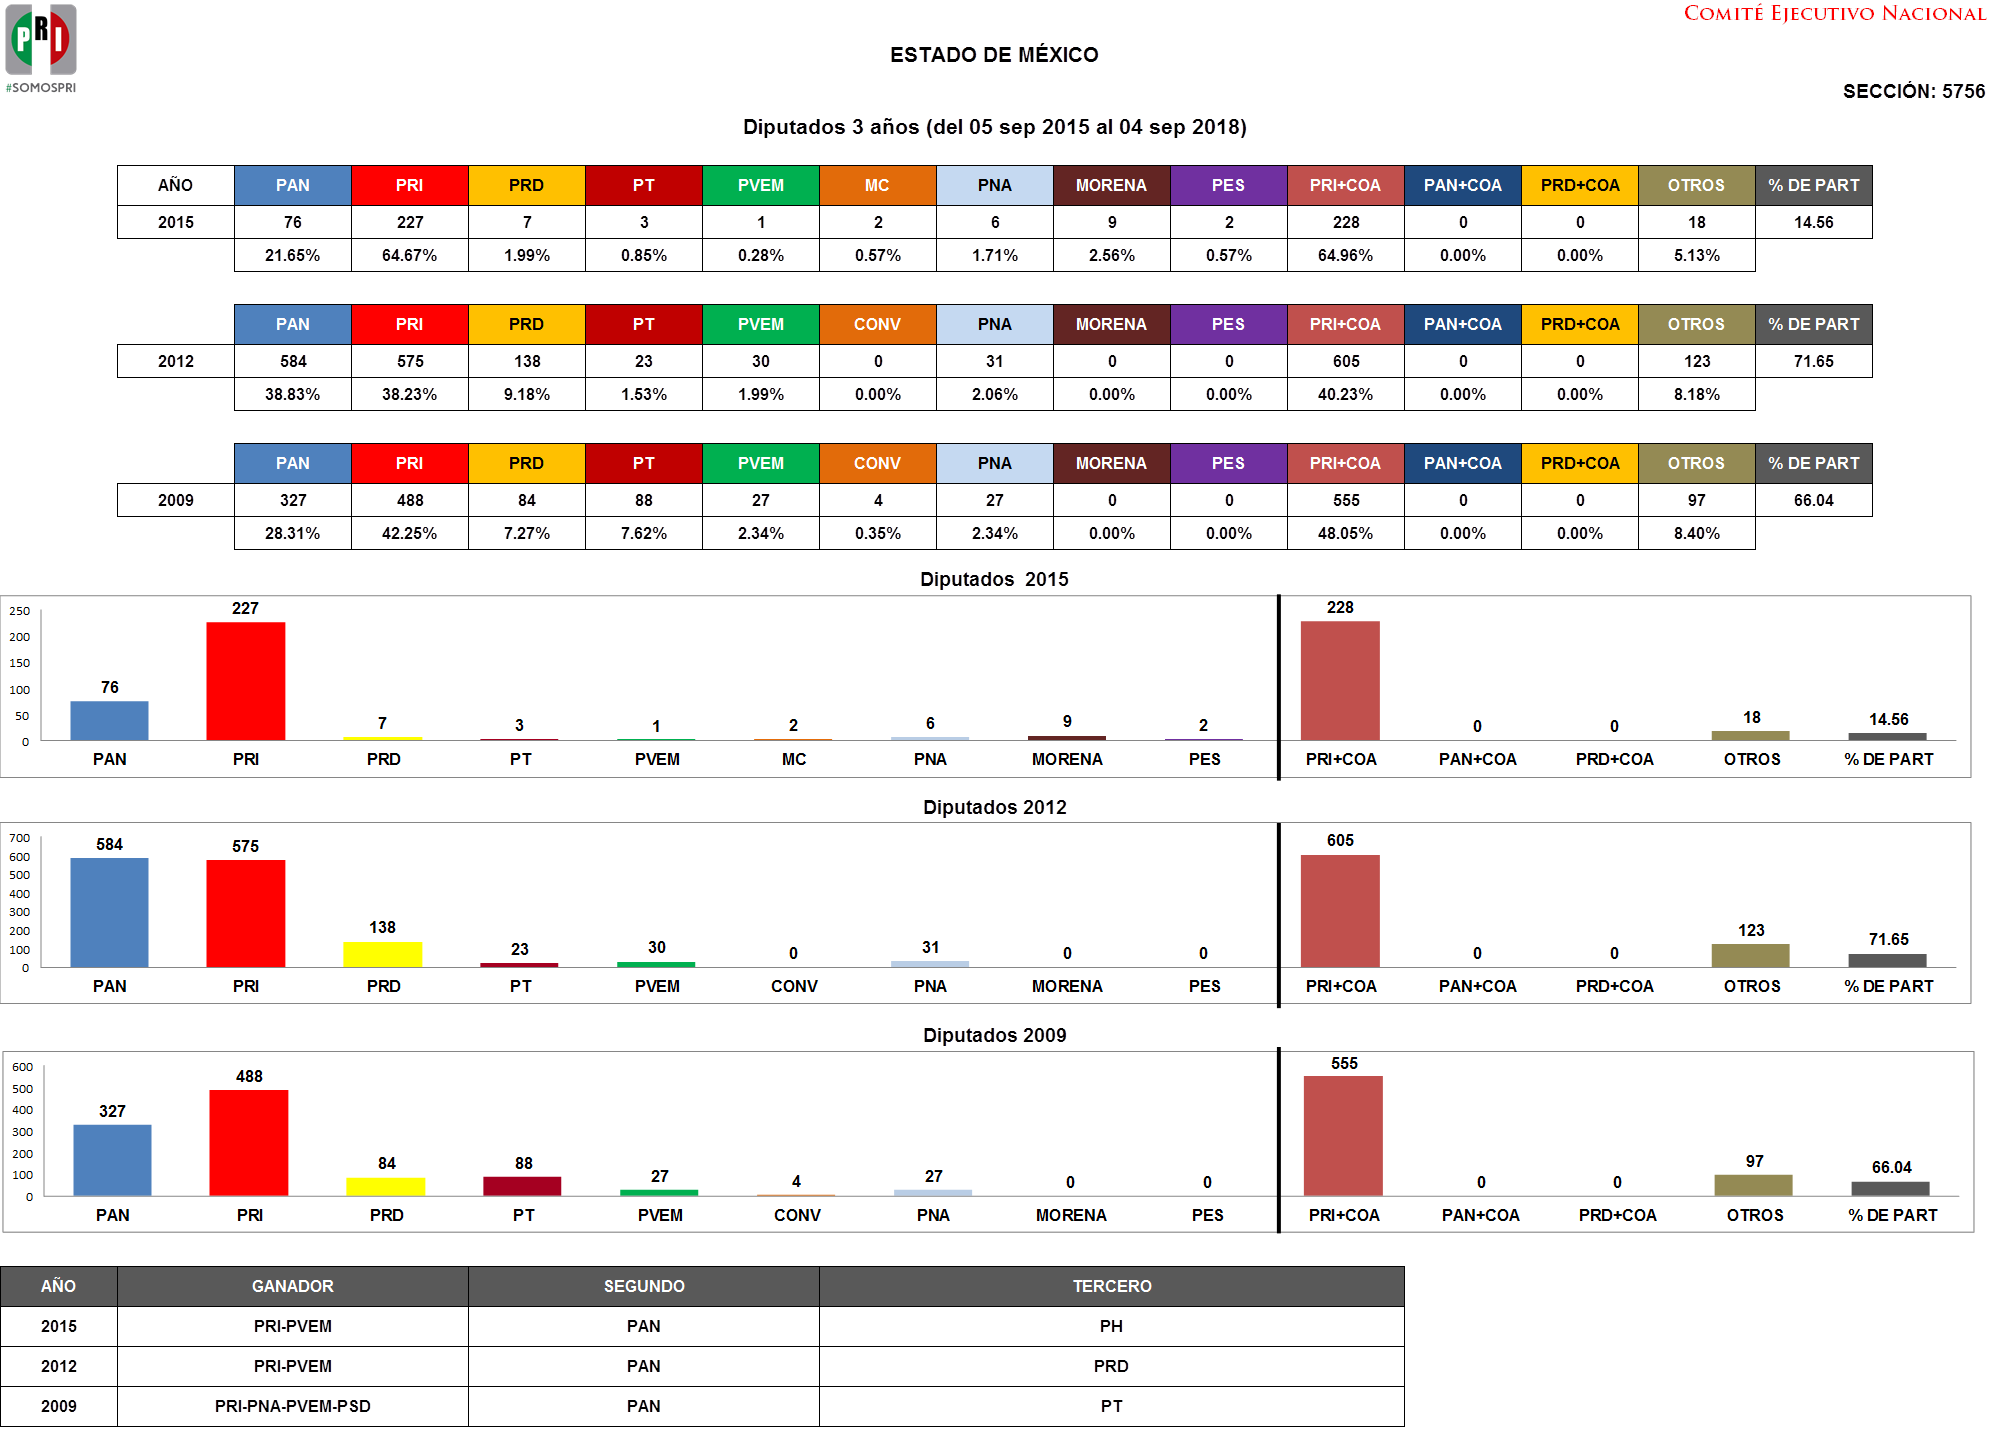 PRI
#SOMOSPRI
COMITÉ EJECUTIVO NACIONAL
ESTADO DE MÉXICO
SECCIÓN: 5756
Diputados 3 años (del 05 sep 2015 al 04 sep 2018)
AÑO PAN PRI PRD PT PVEM MC PNA MORENA PES PRI+COA PAN+COA PRD+COA OTROS % DE PART
2015 76 227 7 3 1 2 6 9 2 228 0 0 18 14.56
21.65% 64.67% 1.99% 0.85% 0.28% 0.57% 1.71% 2.56% 0.57% 64.96% 0.00% 0.00% 5.13%
PAN PRI PRD PT PVEM CONV PNA MORENA PES PRI+COA PAN+COA PRD+COA OTROS % DE PART
2012 584 575 138 23 30 0 31 0 0 605 0 0 123 71.65
38.83% 38.23% 9.18% 1.53% 1.99% 0.00% 2.06% 0.00% 0.00% 40.23% 0.00% 0.00% 8.18%
PAN PRI PRD PT PVEM CONV PNA MORENA PES PRI+COA PAN+COA PRD+COA OTROS % DE PART
2009 327 488 84 88 27 4 27 0 0 555 0 0 97 66.04
28.31% 42.25% 7.27% 7.62% 2.34% 0.35% 2.34% 0.00% 0.00% 48.05% 0.00% 0.00% 8.40%
Diputados 2015
250
200
150
100
50
0
76 227 7 3 1 2 6 9 2 228 0 0 18 14.56
PAN PRI PRD PT PVEM MC PNA MORENA PES PRI+COA PAN+COA PRD+COA OTROS % DE PART
Diputados 2012
700
600
500
400
300
200
100
0
584 575 138 23 30 0 31 0 0 605 0 0 123 71.65
PAN PRI PRD PT PVEM CONV PNA MORENA PES PRI+COA PAN+COA PRD+COA OTROS % DE PART
Diputados 2009
600
500
400
300
200
100
0
327 488 84 88 27 4 27 0 0 555 0 0 97 66.04
PAN PRI PRD PT PVEM CONV PNA MORENA PES PRI+COA PAN+COA PRD+COA OTROS % DE PART
AÑO GANADOR SEGUNDO TERCERO
2015 PRI-PVEM PAN PH
2012 PRI-PVEM PAN PRD
2009 PRI-PNA-PVEM-PSD PAN PT